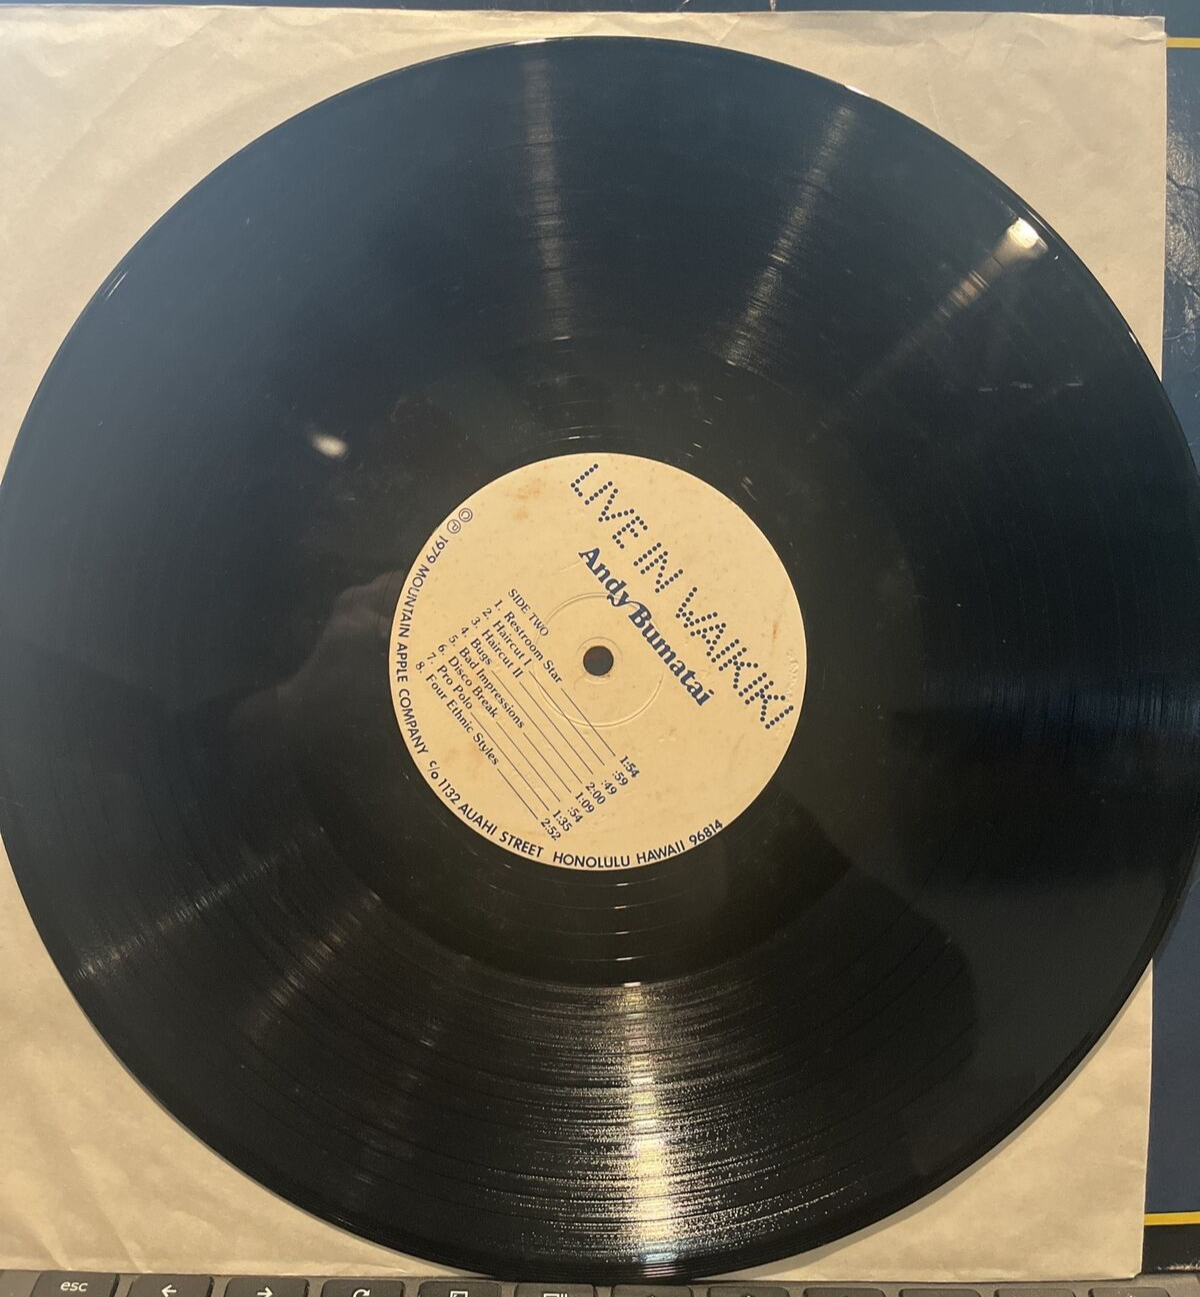 LIVE IN WAIKIKI
Andy Bumatai
SIDE TWO
1. Restroom Star 1:54
2. Haircut I :59
3. Haircut II :49
4. Bugs 2:00
5. Bad Impressions 1:09
6. Disco Break :54
7. Pro Polo 1:35
8. Four Ethnic Styles 2:52
©℗ 1979 MOUNTAIN APPLE COMPANY c/o 1132 AUAHI STREET HONOLULU HAWAII 96814
esc